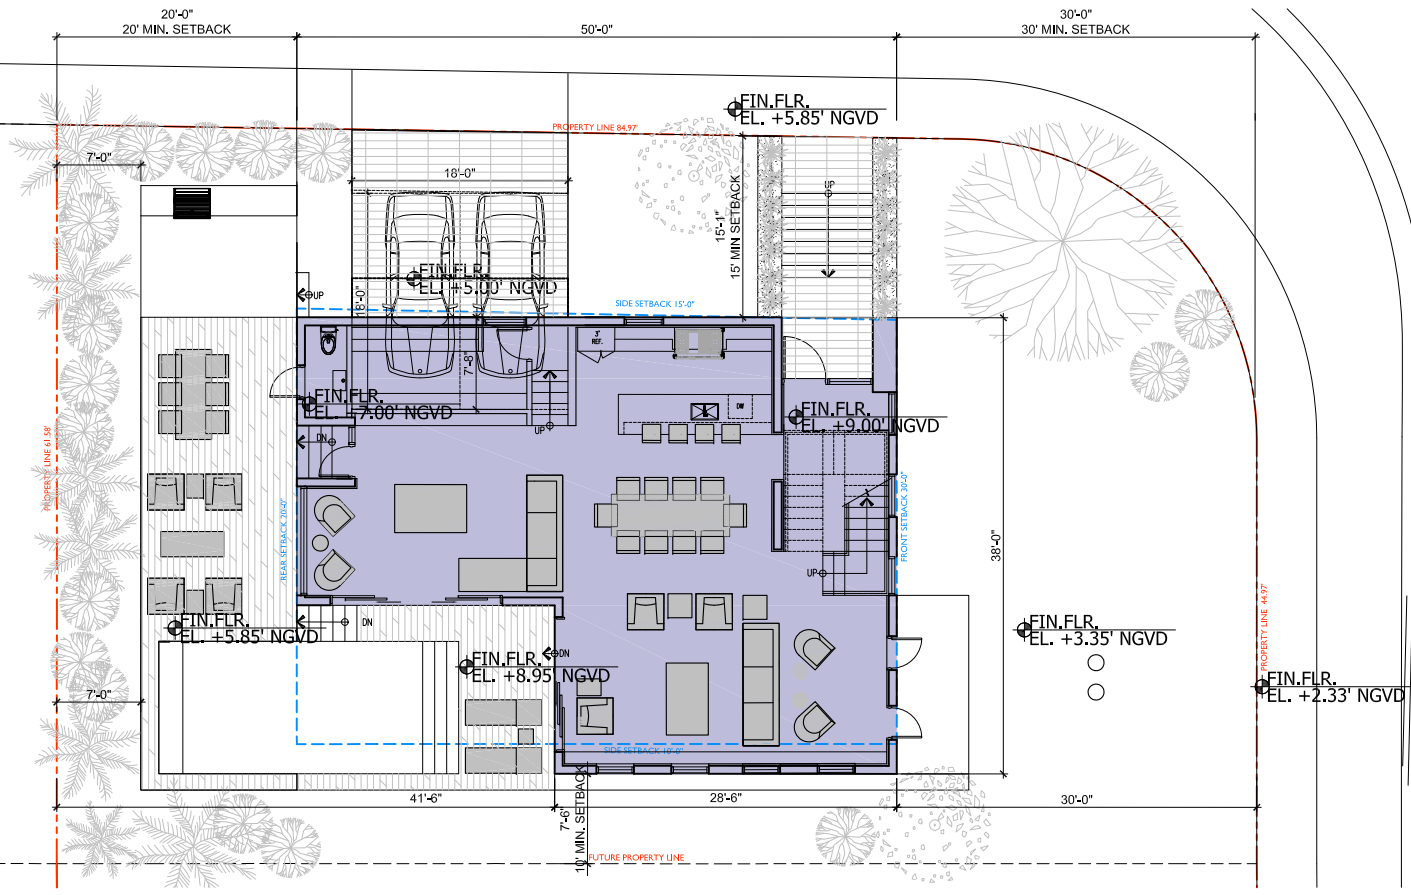 20'-0"
20' MIN. SETBACK
50'-0"
30'-0"
30' MIN. SETBACK
FIN.FLR.
EL. +5.85' NGVD
PROPERTY LINE 84.97'
7'-0"
18'-0"
15'-1"
15' MIN SETBACK
UP
FIN.FLR.
EL. +5.00' NGVD
18'-0"
UP
SIDE SETBACK 15'-0"
3'
REF.
7'-8"
FIN.FLR.
EL. +7.00' NGVD
DW
FIN.FLR.
EL. +9.00' NGVD
UP
DN
PROPERTY LINE 61.58'
REAR SETBACK 20'-0"
FRONT SETBACK 30'-0"
38'-0"
UP
PROPERTY LINE 44.97'
FIN.FLR.
EL. +5.85' NGVD
DN
DN
FIN.FLR.
EL. +8.95' NGVD
FIN.FLR.
EL. +3.35' NGVD
FIN.FLR.
EL. +2.33' NGVD
7'-0"
SIDE SETBACK 10'-0"
41'-6"
7'-6"
10' MIN. SETBACK
28'-6"
30'-0"
FUTURE PROPERTY LINE